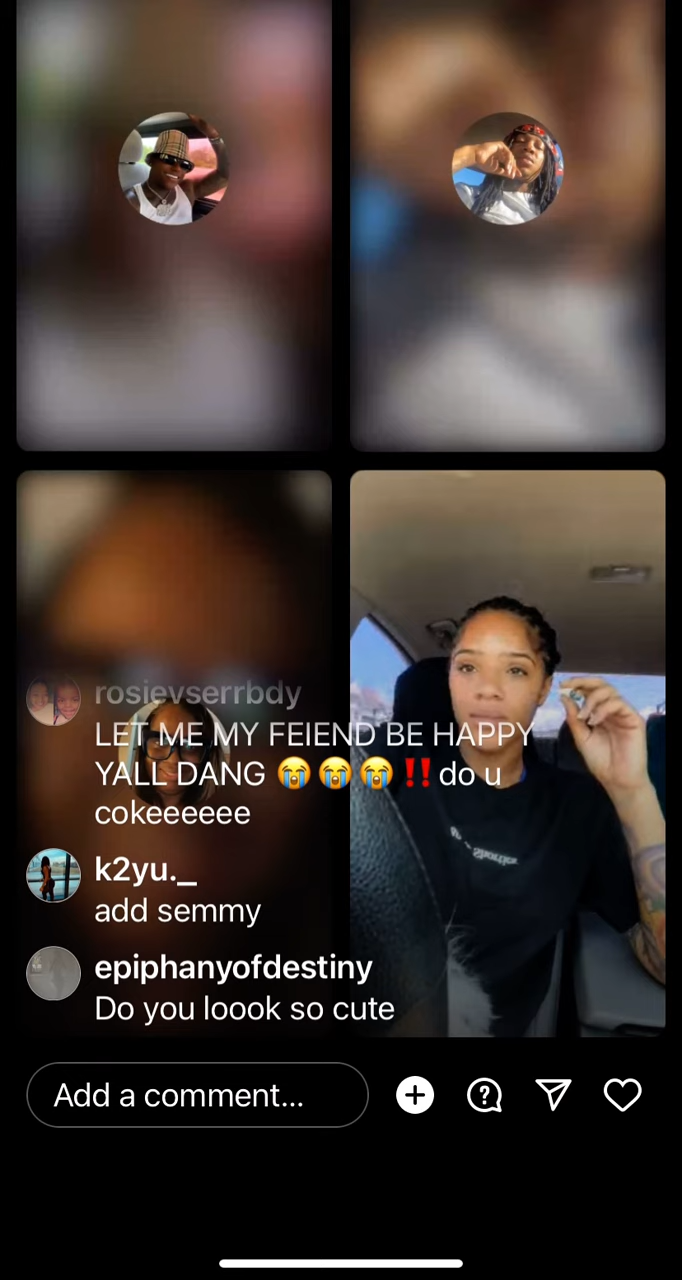 rosievserrbdy
LET ME MY FEIEND BE HAPPY
YALL DANG 😭😭😭‼️do u
cokeeeeee
k2yu._
add semmy
epiphanyofdestiny
Do you loook so cute
Add a comment...